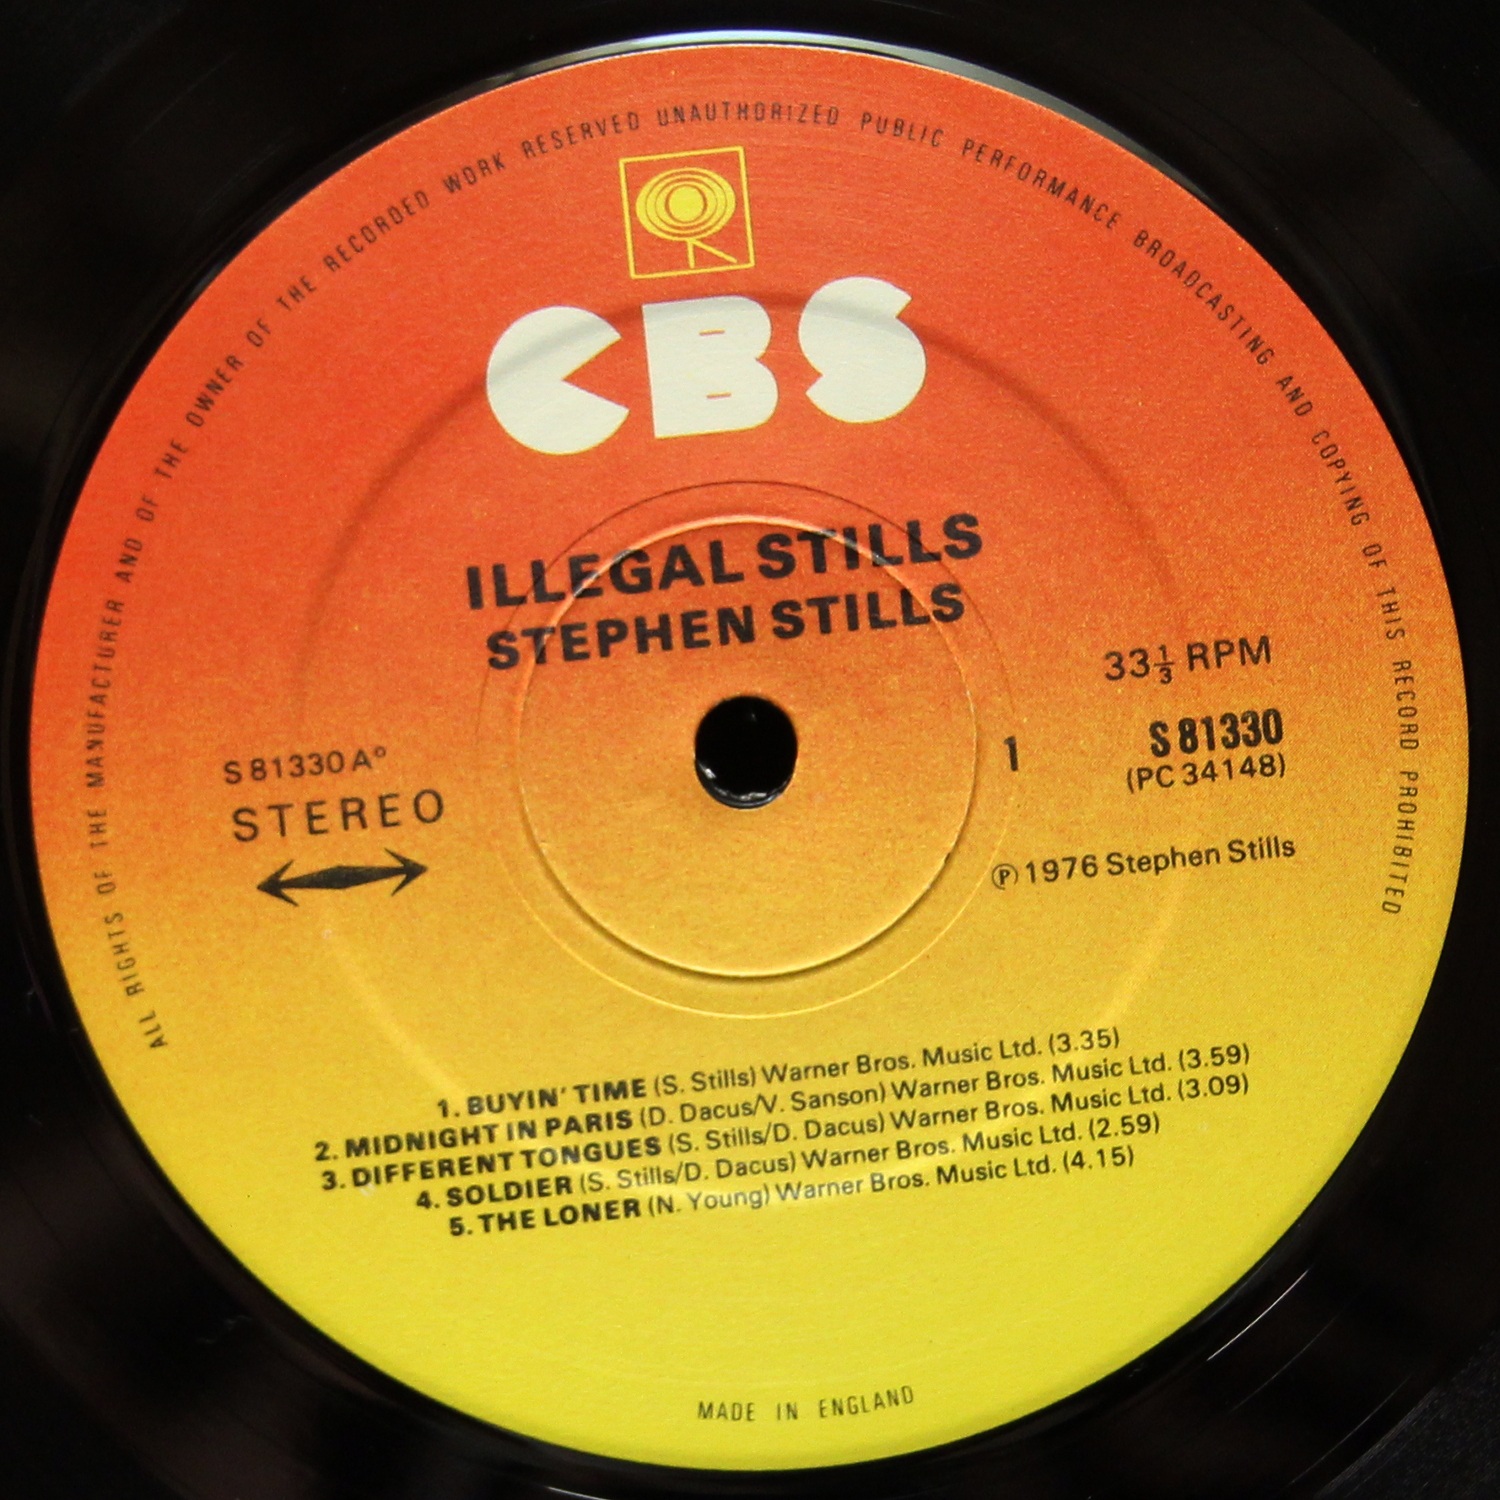 ALL RIGHTS OF THE MANUFACTURER AND OF THE OWNER OF THE RECORDED WORK RESERVED UNAUTHORIZED PUBLIC PERFORMANCE BROADCASTING AND COPYING OF THIS RECORD PROHIBITED
CBS
ILLEGAL STILLS
STEPHEN STILLS
33⅓ RPM
S 81330 A°
STEREO
1
S 81330
(PC 34148)
℗ 1976 Stephen Stills
1. BUYIN' TIME (S. Stills) Warner Bros. Music Ltd. (3.35)
2. MIDNIGHT IN PARIS (D. Dacus/V. Sanson) Warner Bros. Music Ltd. (3.59)
3. DIFFERENT TONGUES (S. Stills/D. Dacus) Warner Bros. Music Ltd. (3.09)
4. SOLDIER (S. Stills/D. Dacus) Warner Bros. Music Ltd. (2.59)
5. THE LONER (N. Young) Warner Bros. Music Ltd. (4.15)
MADE IN ENGLAND